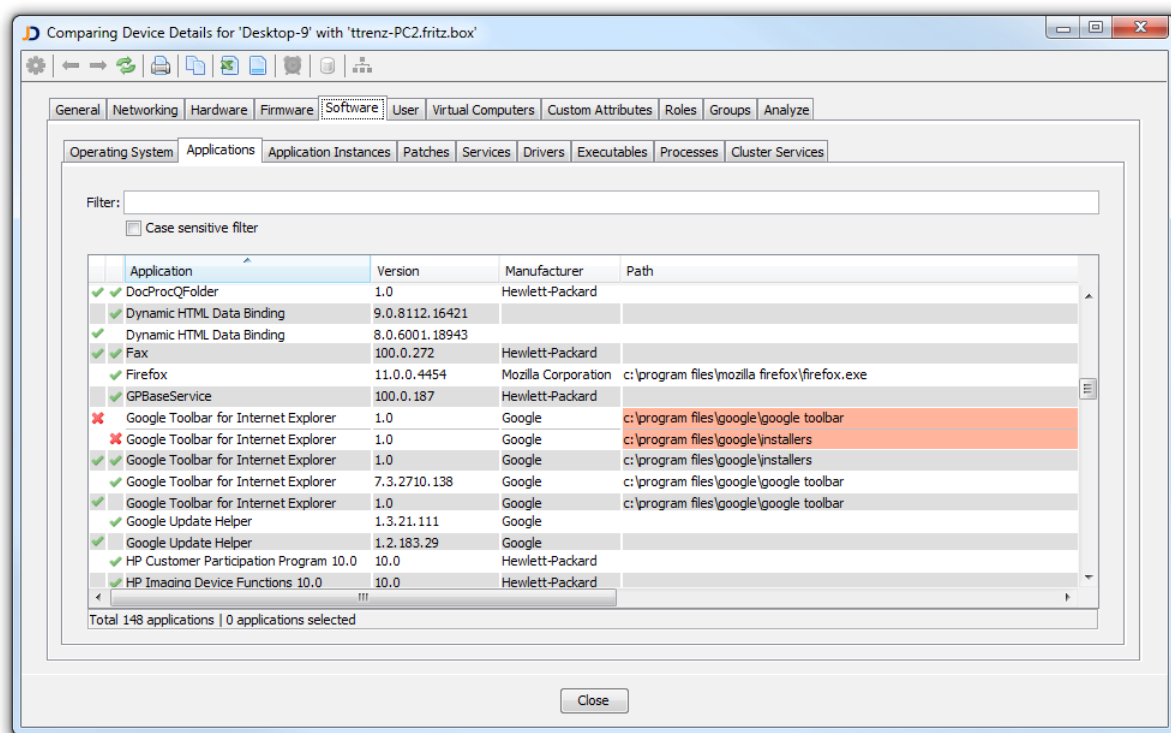 Comparing Device Details for 'Desktop-9' with 'ttrenz-PC2.fritz.box'
General Networking Hardware Firmware Software User Virtual Computers Custom Attributes Roles Groups Analyze
Operating System Applications Application Instances Patches Services Drivers Executables Processes Cluster Services
Filter:
Case sensitive filter
Application Version Manufacturer Path
DocProcQFolder 1.0 Hewlett-Packard
Dynamic HTML Data Binding 9.0.8112.16421
Dynamic HTML Data Binding 8.0.6001.18943
Fax 100.0.272 Hewlett-Packard
Firefox 11.0.0.4454 Mozilla Corporation c:\program files\mozilla firefox\firefox.exe
GPBaseService 100.0.187 Hewlett-Packard
Google Toolbar for Internet Explorer 1.0 Google c:\program files\google\google toolbar
Google Toolbar for Internet Explorer 1.0 Google c:\program files\google\installers
Google Toolbar for Internet Explorer 1.0 Google c:\program files\google\installers
Google Toolbar for Internet Explorer 7.3.2710.138 Google c:\program files\google\google toolbar
Google Toolbar for Internet Explorer 1.0 Google c:\program files\google\google toolbar
Google Update Helper 1.3.21.111 Google
Google Update Helper 1.2.183.29 Google
HP Customer Participation Program 10.0 10.0 Hewlett-Packard
HP Imaging Device Functions 10.0 10.0 Hewlett-Packard
Total 148 applications | 0 applications selected
Close